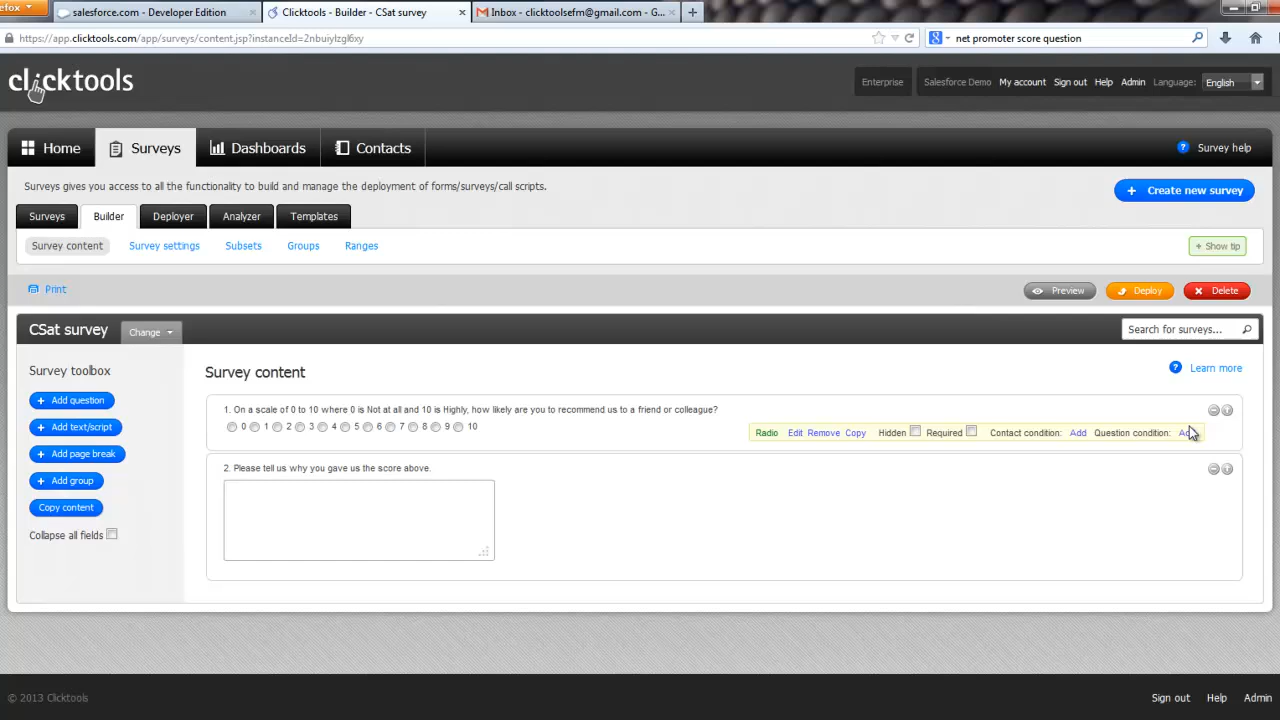 efox
salesforce.com - Developer Edition
Clicktools - Builder - CSat survey
Inbox - clicktoolsefm@gmail.com - G...
https://app.clicktools.com/app/surveys/content.jsp?instanceId=2nbuiylzgl6xy
net promoter score question
clicktools
Enterprise
Salesforce Demo My account Sign out Help Admin Language: English
Home Surveys Dashboards Contacts
? Survey help
Surveys gives you access to all the functionality to build and manage the deployment of forms/surveys/call scripts.
+ Create new survey
Surveys Builder Deployer Analyzer Templates
Survey content Survey settings Subsets Groups Ranges
+ Show tip
Print
Preview Deploy Delete
CSat survey Change
Search for surveys...
Survey toolbox
Survey content
? Learn more
+ Add question
+ Add text/script
+ Add page break
+ Add group
Copy content
Collapse all fields
1. On a scale of 0 to 10 where 0 is Not at all and 10 is Highly, how likely are you to recommend us to a friend or colleague?
0 1 2 3 4 5 6 7 8 9 10
Radio Edit Remove Copy Hidden Required Contact condition: Add Question condition:
2. Please tell us why you gave us the score above.
© 2013 Clicktools
Sign out Help Admin